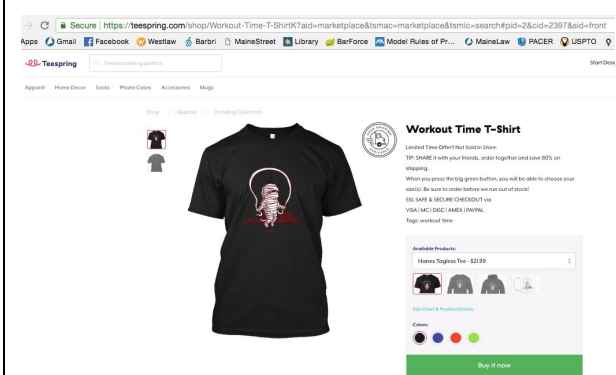 Secure https://teespring.com/shop/Workout-Time-T-ShirtK?aid=marketplace&tsmac=marketplace&tsmic=search#pid=2&cid=2397&sid=front
Apps Gmail Facebook Westlaw Barbri MaineStreet Library BarForce Model Rules of Pr... MaineLaw PACER USPTO
Teespring Find something perfect. Start Desig
Apparel Home Decor Socks Phone Cases Accessories Mugs
Shop Apparel Trending Collection
Workout Time T-Shirt
Limited Time Offer!! Not Sold In Store.
TIP: SHARE it with your friends, order together and save 80% on
shipping.
When you press the big green button, you will be able to choose your
size(s). Be sure to order before we run out of stock!
SSL SAFE & SECURE CHECKOUT via
VISA | MC | DISC | AMEX | PAYPAL
Tags: workout time
Available Products:
Hanes Tagless Tee - $21.99
Size Chart & Product Details
Colors:
Buy it now